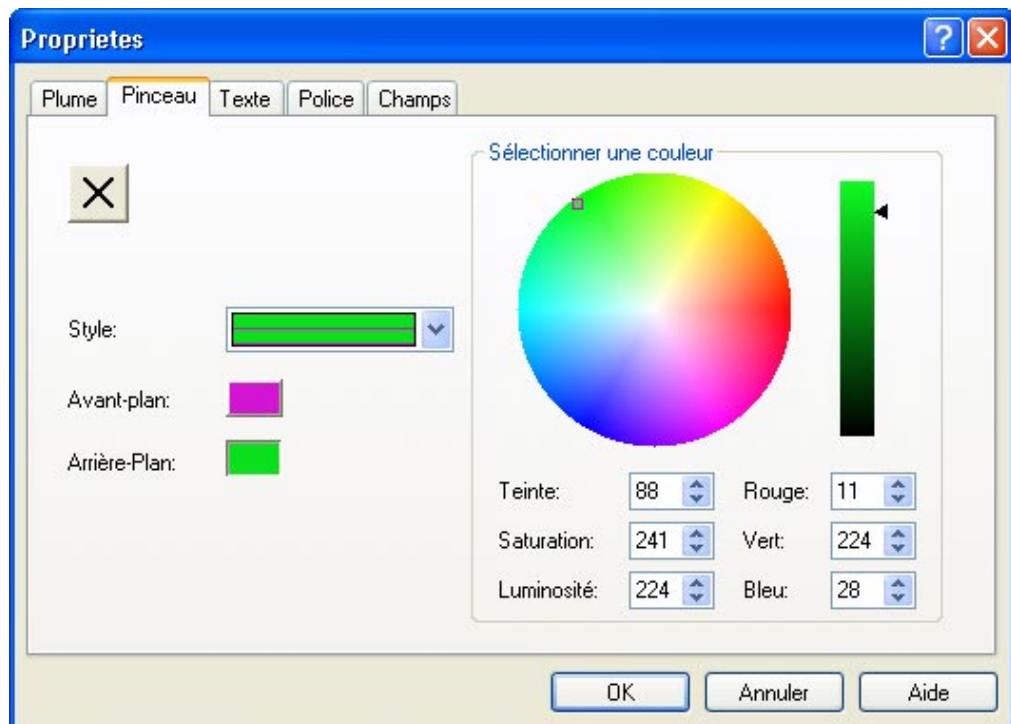 Proprietes
Plume Pinceau Texte Police Champs
Sélectionner une couleur
Style:
Avant-plan:
Arrière-Plan:
Teinte: 88 Rouge: 11
Saturation: 241 Vert: 224
Luminosité: 224 Bleu: 28
OK Annuler Aide